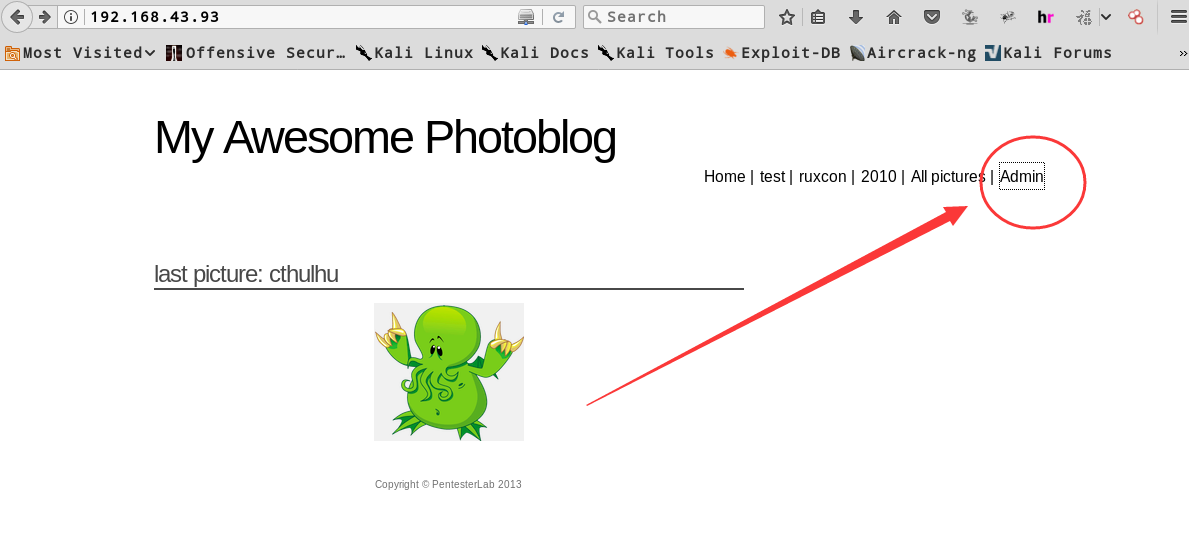 192.168.43.93 Search hr
Most Visited Offensive Secur… Kali Linux Kali Docs Kali Tools Exploit-DB Aircrack-ng Kali Forums »
My Awesome Photoblog
Home | test | ruxcon | 2010 | All pictures | Admin
last picture: cthulhu
Copyright © PentesterLab 2013